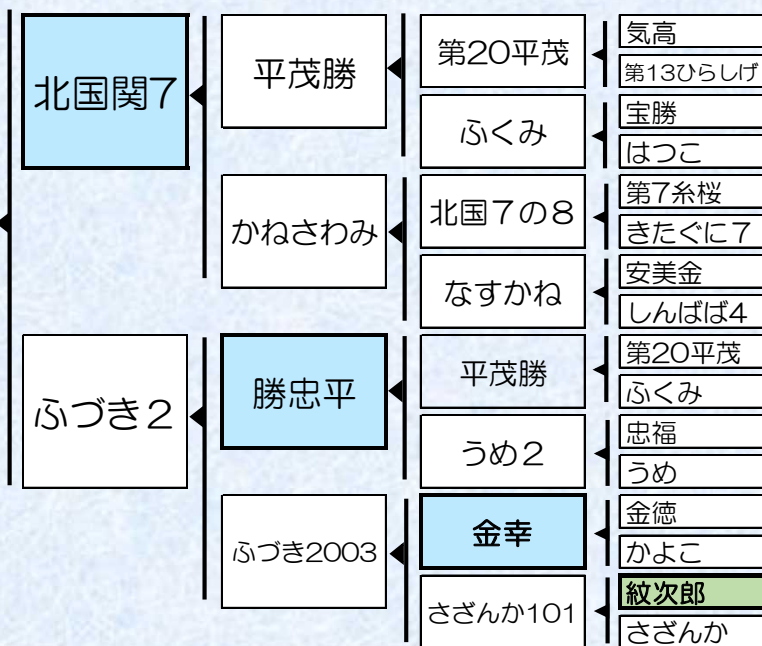 北国関7
平茂勝
第20平茂
気高
第13ひらしげ
ふくみ
宝勝
はつこ
かねさわみ
北国7の8
第7糸桜
きたぐに7
なすかね
安美金
しんばば4
ふづき2
勝忠平
平茂勝
第20平茂
ふくみ
うめ2
忠福
うめ
ふづき2003
金幸
金徳
かよこ
さざんか101
紋次郎
さざんか